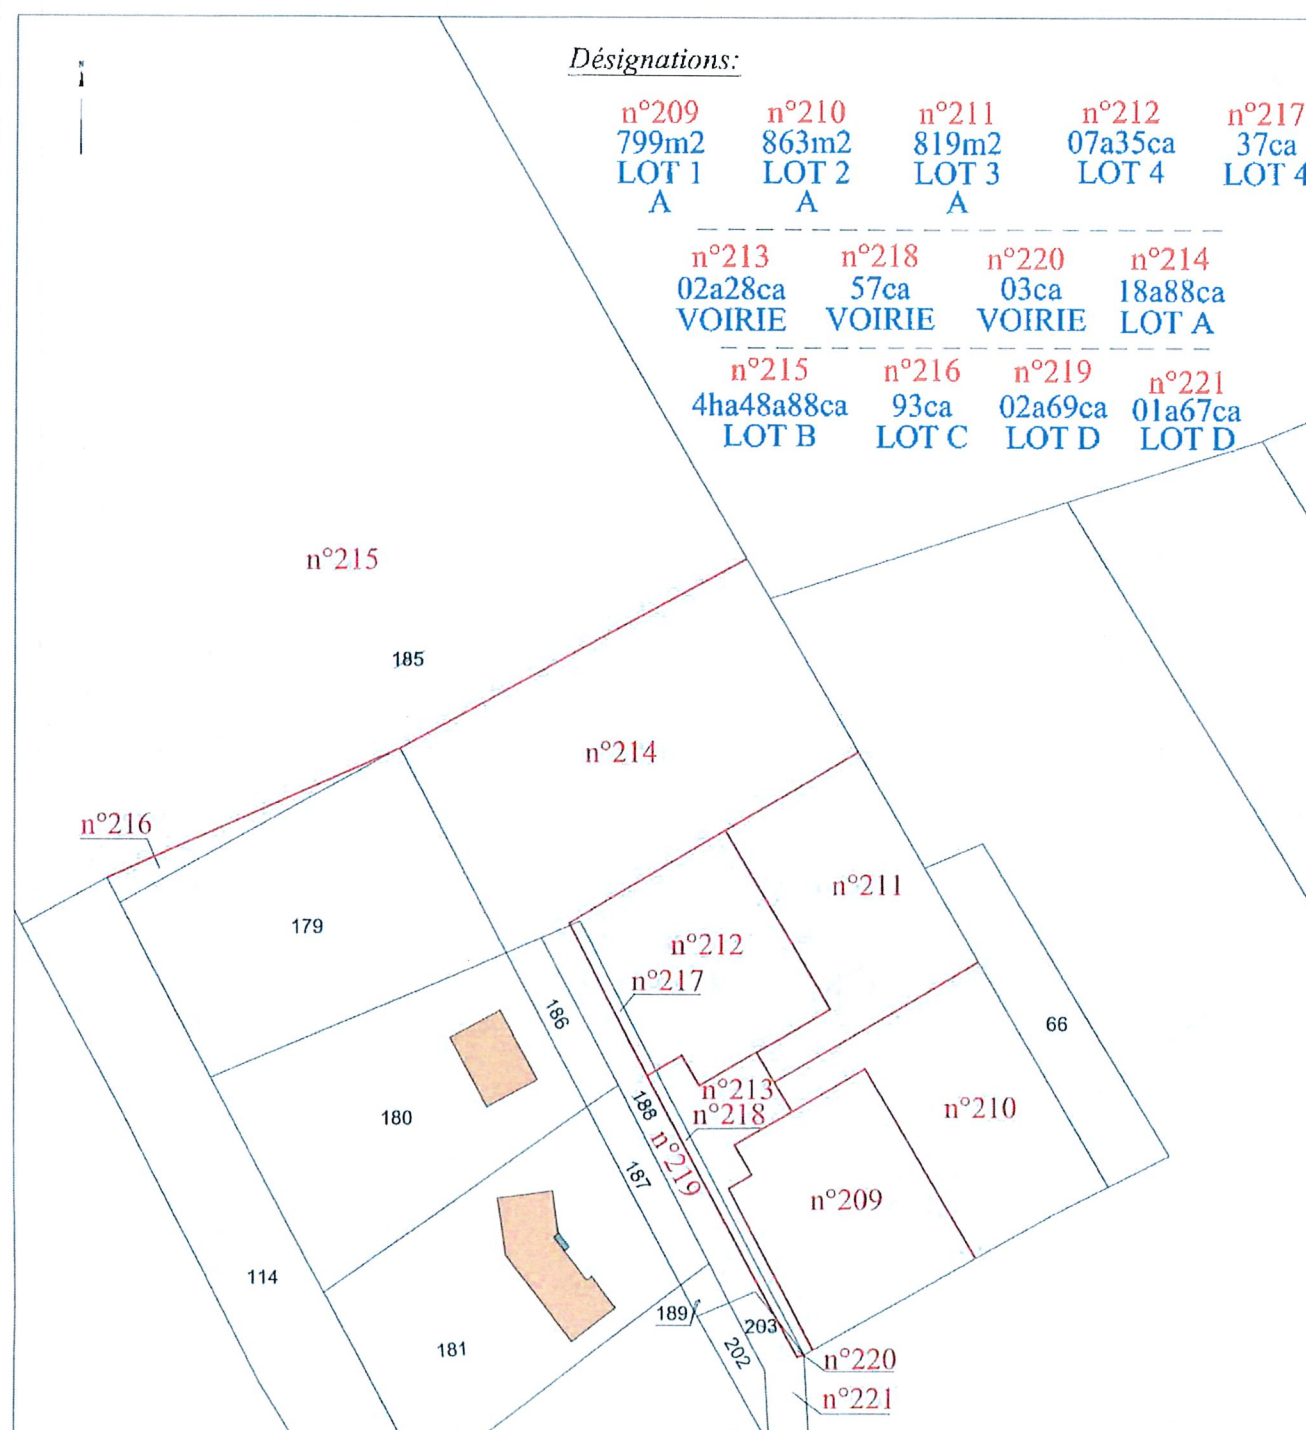 N
Désignations:
n°209 n°210 n°211 n°212 n°217
799m2 863m2 819m2 07a35ca 37ca
LOT 1 LOT 2 LOT 3 LOT 4 LOT 4
A A A
n°213 n°218 n°220 n°214
02a28ca 57ca 03ca 18a88ca
VOIRIE VOIRIE VOIRIE LOT A
n°215 n°216 n°219 n°221
4ha48a88ca 93ca 02a69ca 01a67ca
LOT B LOT C LOT D LOT D
n°215
185
n°214
n°216
n°211
179
n°212
n°217
186
66
n°213
188
n°218
n°210
180
n°219
187
n°209
114
189
203
202
181
n°220
n°221